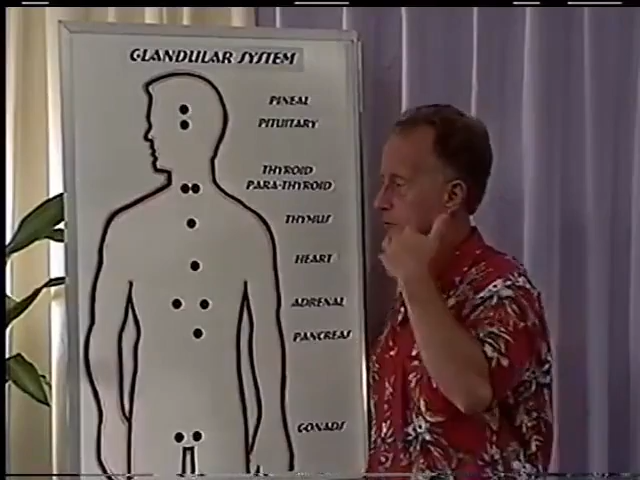 GLANDULAR SYSTEM
PINEAL
PITUITARY
THYROID
PARA-THYROID
THYMUS
HEART
ADRENAL
PANCREAS
GONADS